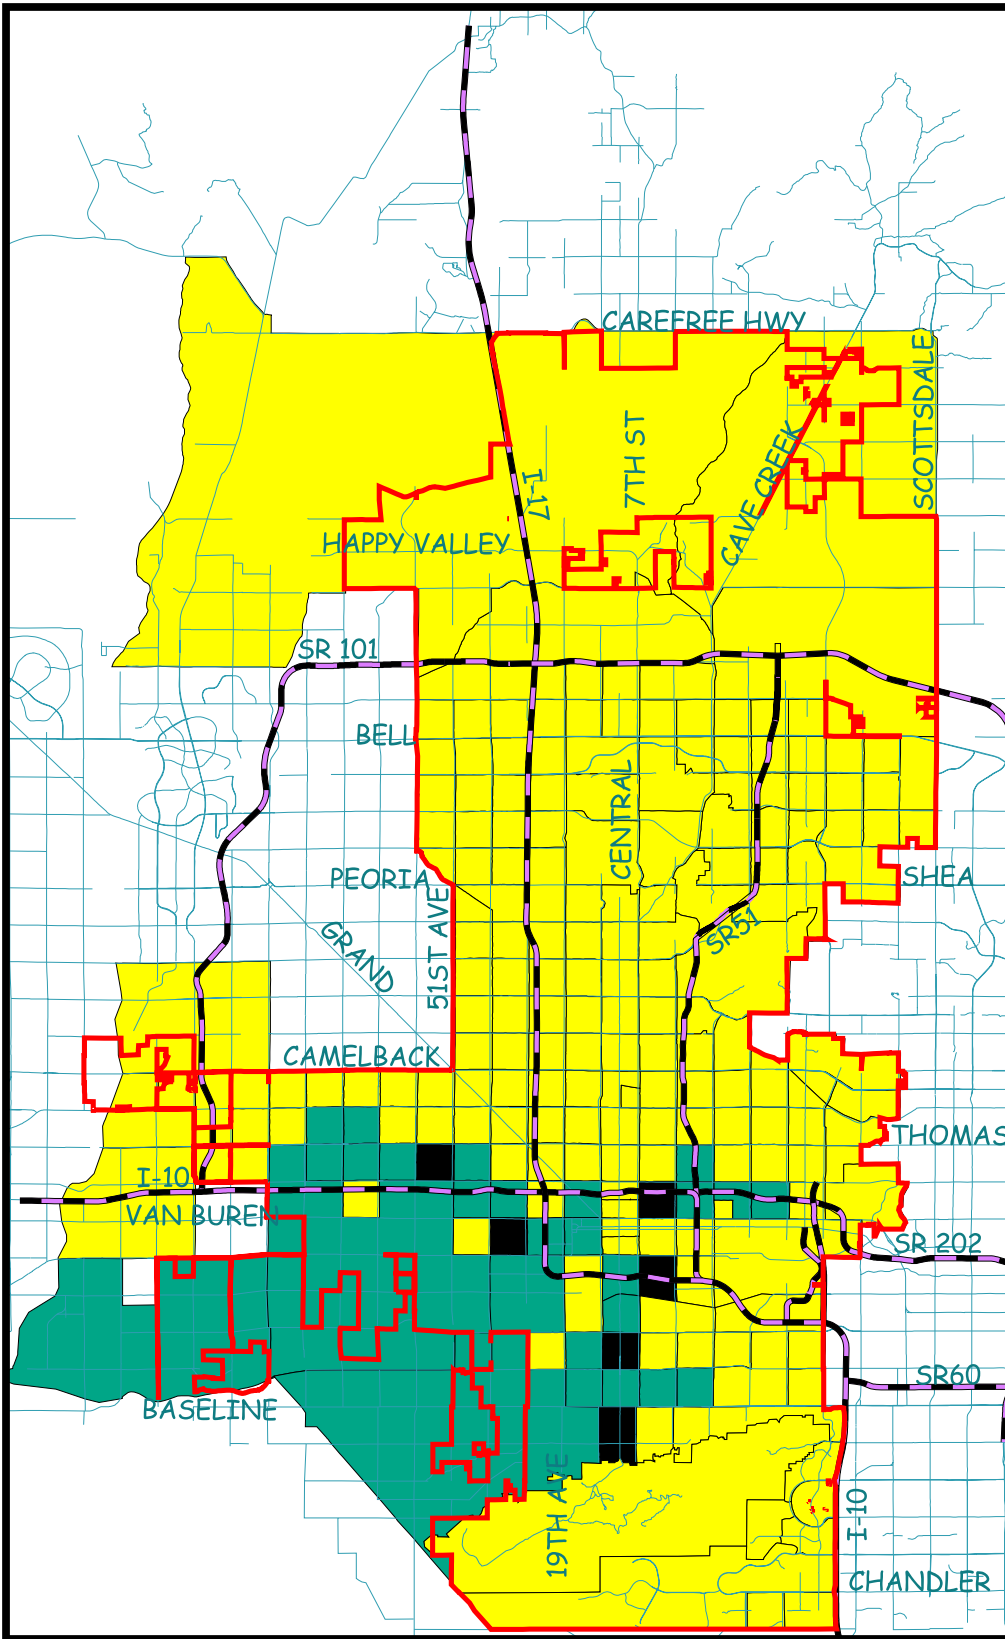 CAREFREE HWY
SCOTTSDALE
7TH ST
CAVE CREEK
I-17
HAPPY VALLEY
SR 101
BELL
CENTRAL
PEORIA
SHEA
51ST AVE
GRAND
SR51
CAMELBACK
THOMAS
I-10
VAN BUREN
SR 202
SR60
BASELINE
19TH AVE
I-10
CHANDLER